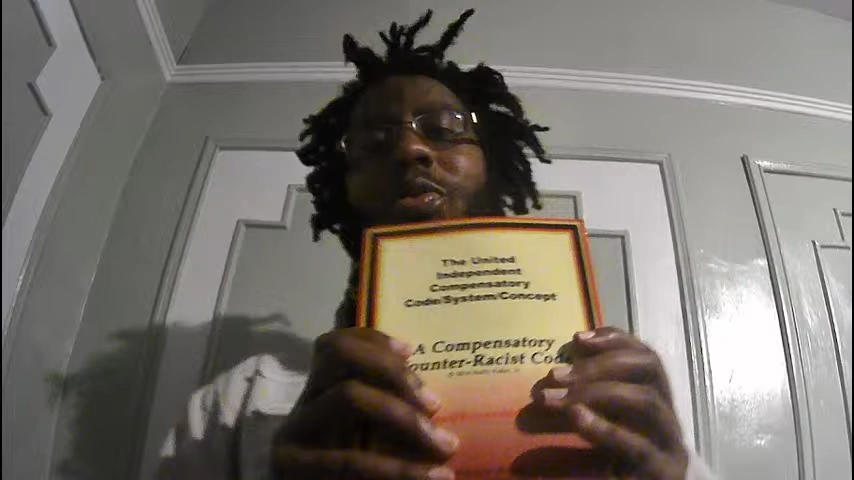 The United
Independent
Compensatory
Code/System/Concept
A Compensatory
Counter-Racist Code